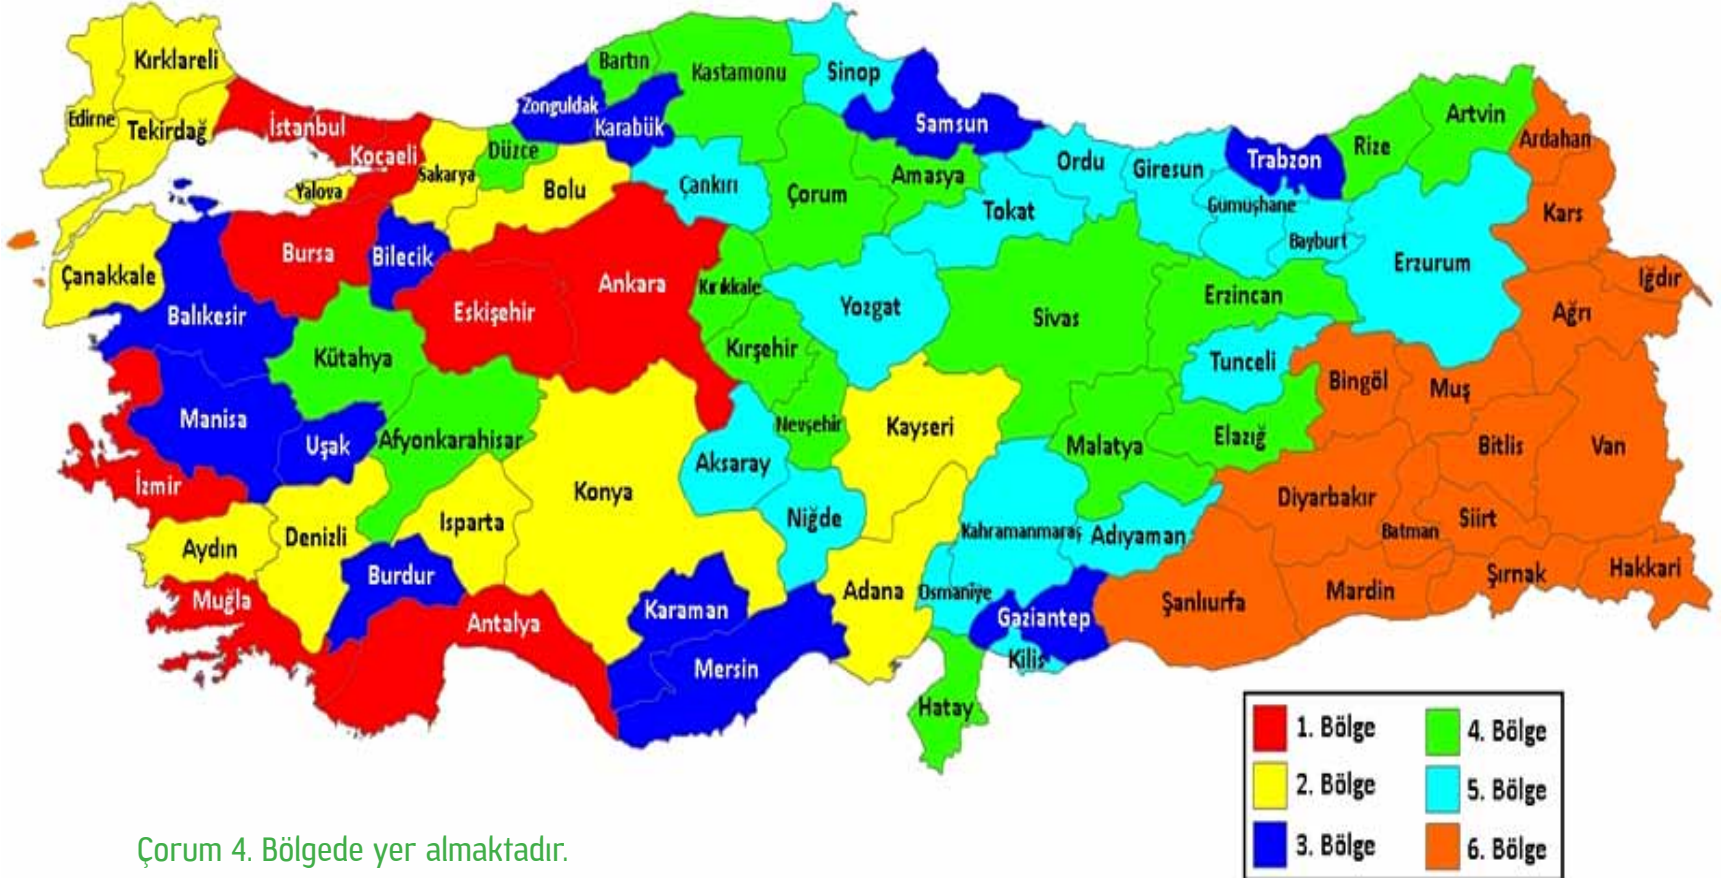 Kırklareli
Edirne
Tekirdağ
İstanbul
Kocaeli
Yalova
Sakarya
Düzce
Bolu
Zonguldak
Bartın
Karabük
Kastamonu
Sinop
Samsun
Çankırı
Çorum
Amasya
Tokat
Ordu
Giresun
Trabzon
Rize
Artvin
Ardahan
Gümüşhane
Bayburt
Kars
Erzurum
Iğdır
Ağrı
Çanakkale
Balıkesir
Bursa
Bilecik
Eskişehir
Ankara
Kırıkkale
Yozgat
Sivas
Erzincan
Tunceli
Kütahya
Kırşehir
Bingöl
Muş
Manisa
Uşak
Afyonkarahisar
Nevşehir
Kayseri
Malatya
Elazığ
Bitlis
Van
İzmir
Aksaray
Konya
Niğde
Diyarbakır
Siirt
Batman
Aydın
Denizli
Isparta
Kahramanmaraş
Adıyaman
Burdur
Muğla
Antalya
Karaman
Mersin
Adana
Osmaniye
Gaziantep
Kilis
Şanlıurfa
Mardin
Şırnak
Hakkari
Hatay
1. Bölge
2. Bölge
3. Bölge
4. Bölge
5. Bölge
6. Bölge
Çorum 4. Bölgede yer almaktadır.